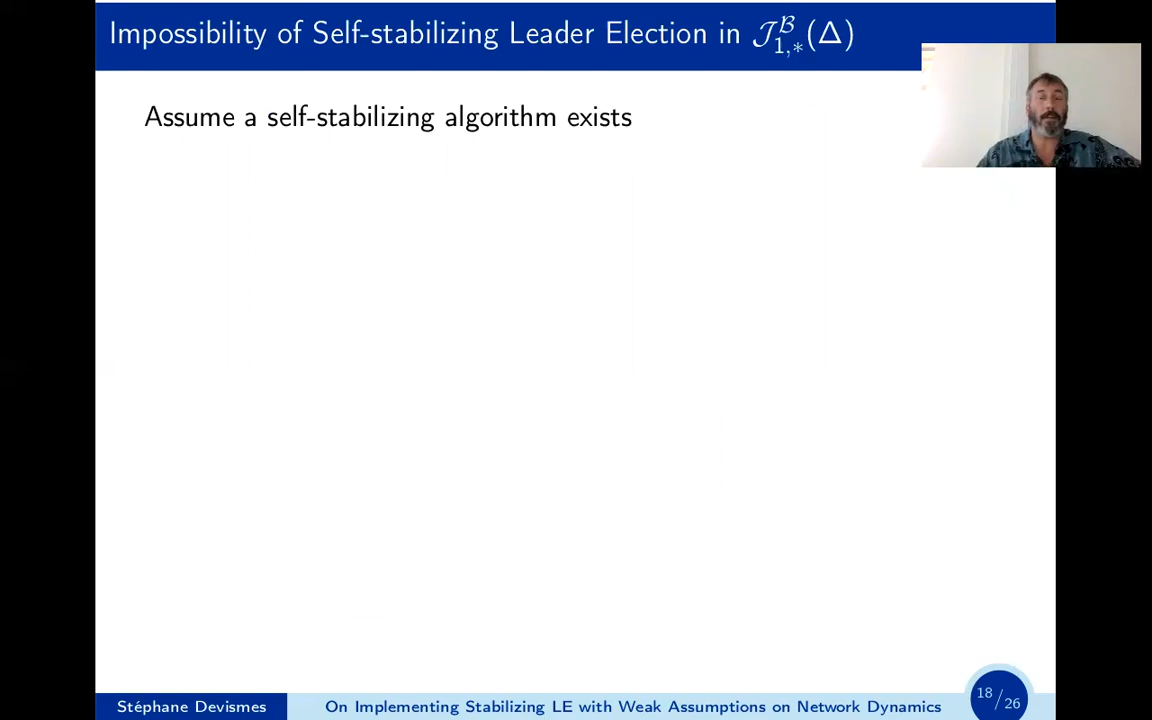 Impossibility of Self-stabilizing Leader Election in 𝒥^ℬ_{1,*}(Δ)
Assume a self-stabilizing algorithm exists
Stéphane Devismes
On Implementing Stabilizing LE with Weak Assumptions on Network Dynamics
18/26